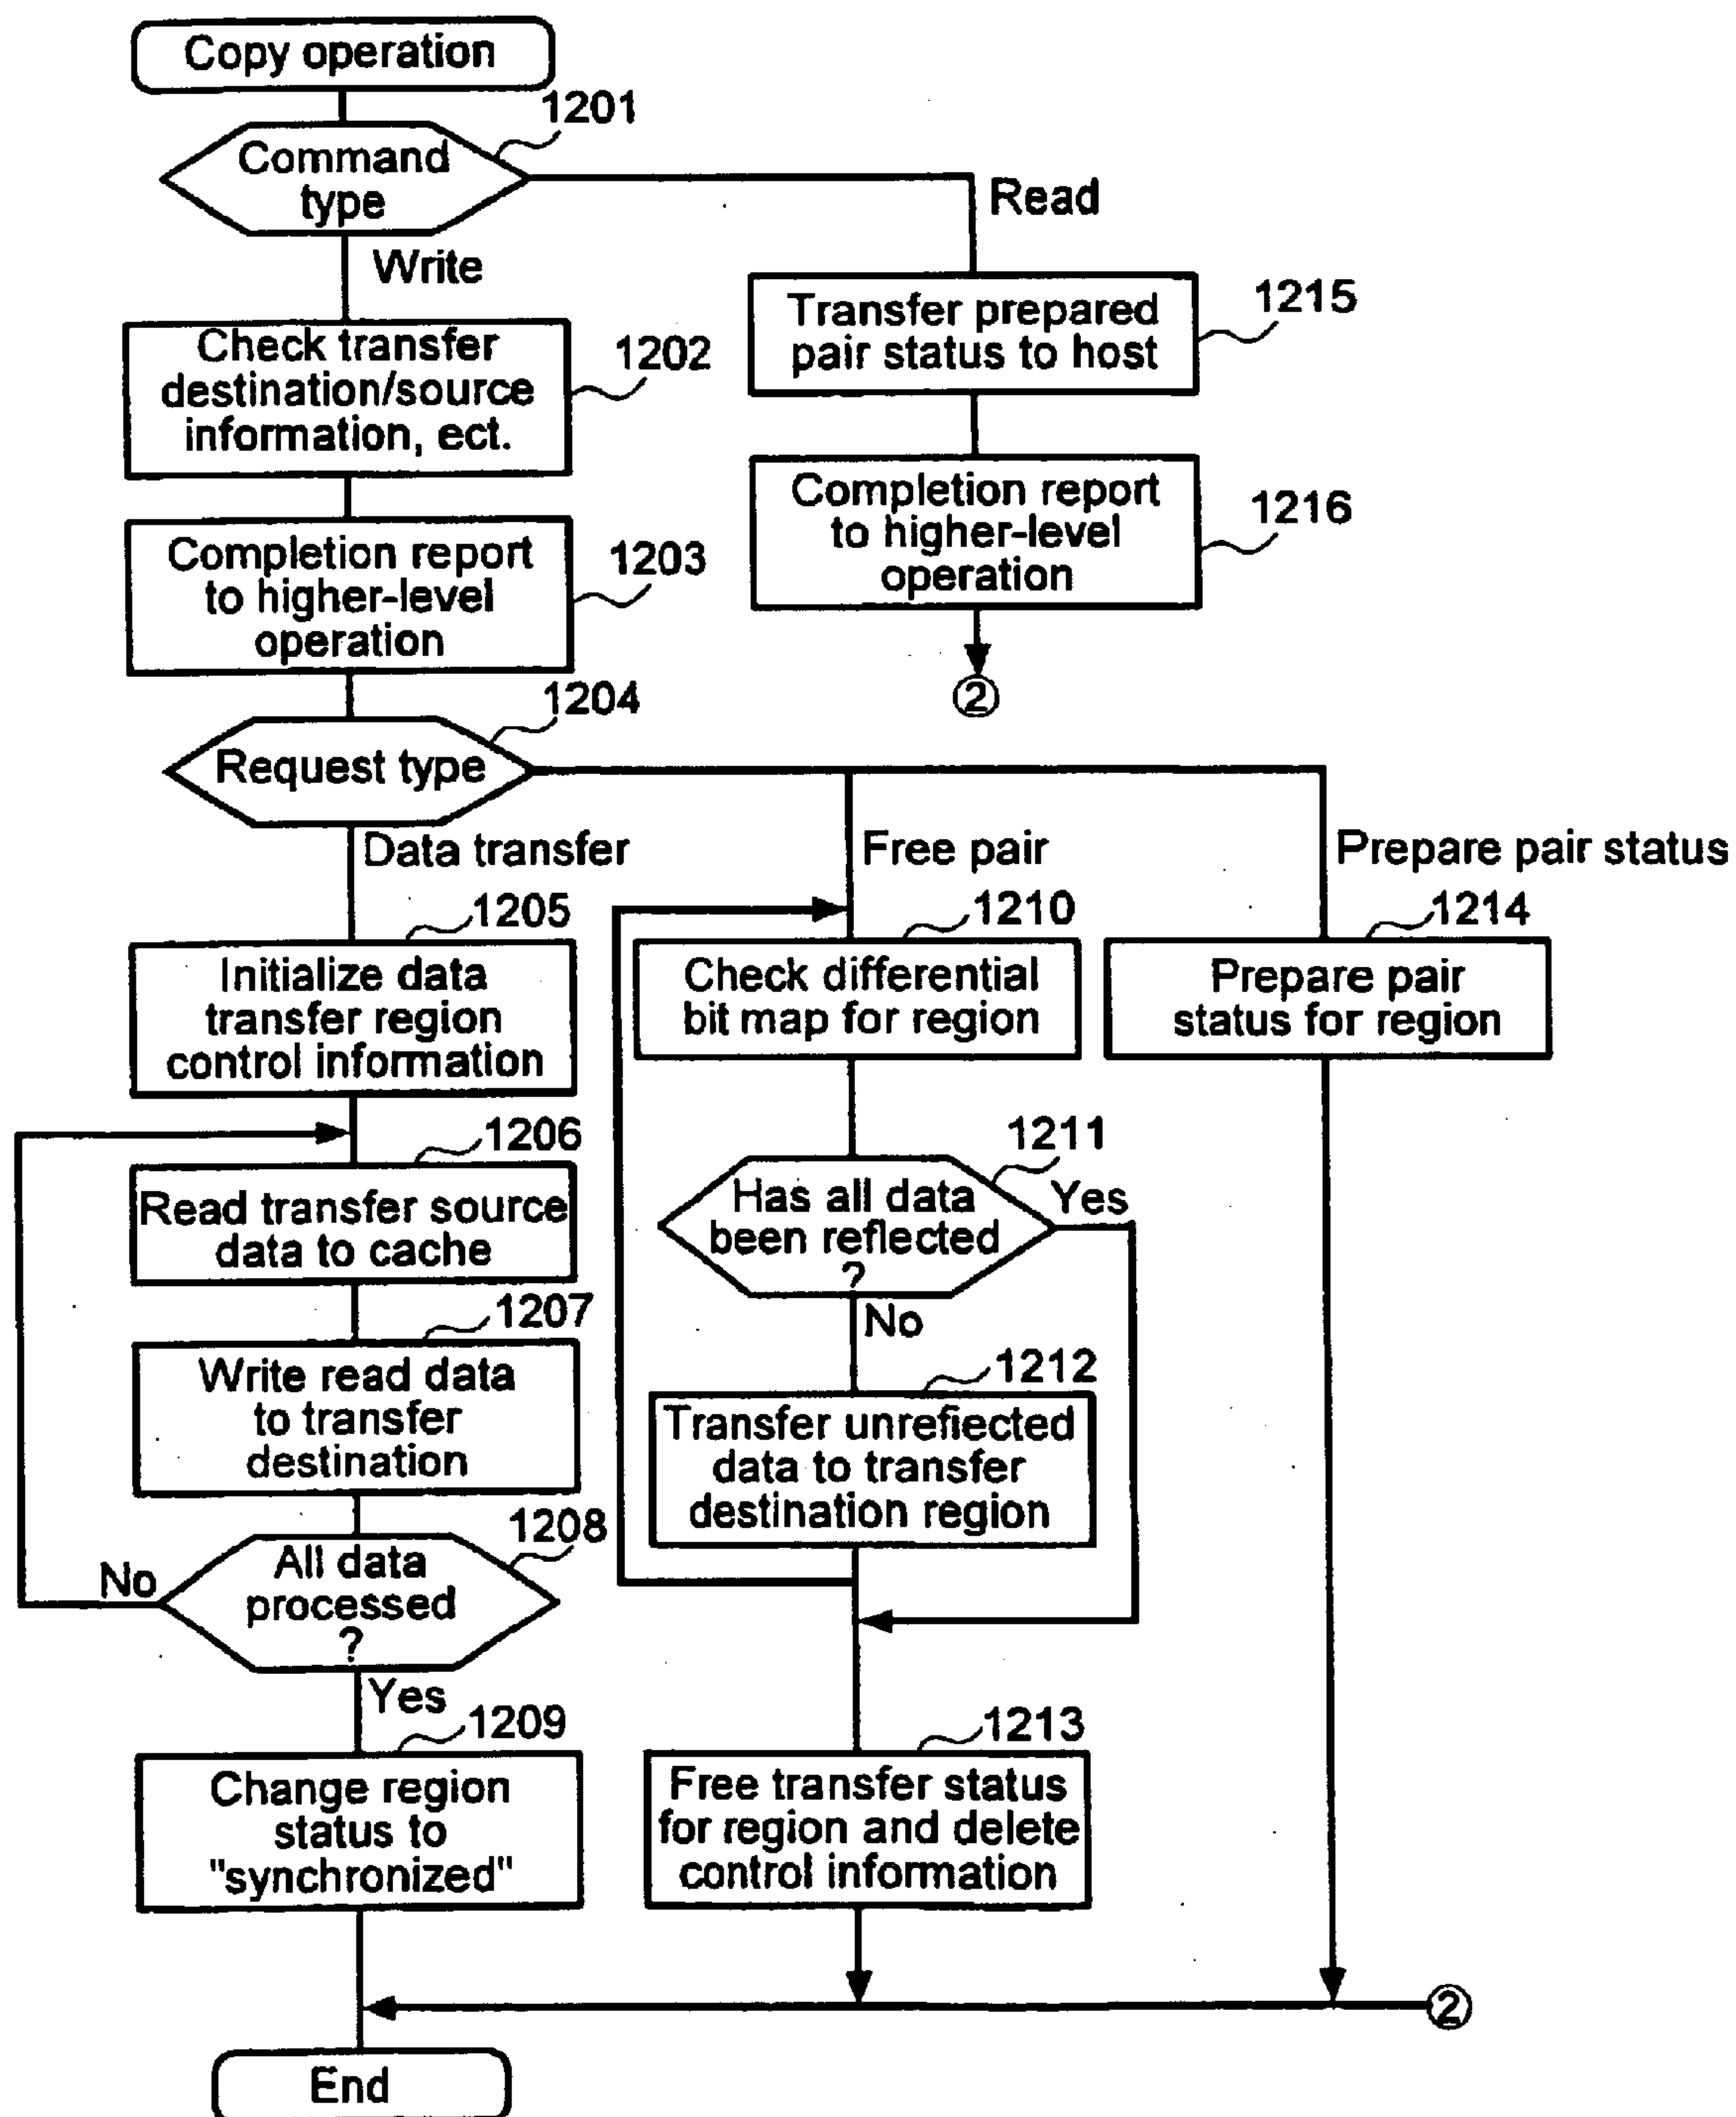 Copy operation
1201
Command
type
Read
Write
1215
Transfer prepared
pair status to host
Check transfer
destination/source
information, ect.
1202
Completion report
to higher-level
operation
1216
Completion report
to higher-level
operation
1203
2
1204
Request type
Data transfer
Free pair
Prepare pair status
1205
1210
1214
Initialize data
transfer region
control information
Check differential
bit map for region
Prepare pair
status for region
1206
Read transfer source
data to cache
1211
Has all data
been reflected
?
Yes
No
1207
Write read data
to transfer
destination
1212
Transfer unreflected
data to transfer
destination region
1208
All data
processed
?
No
Yes
1209
Change region
status to
"synchronized"
1213
Free transfer status
for region and delete
control information
2
End